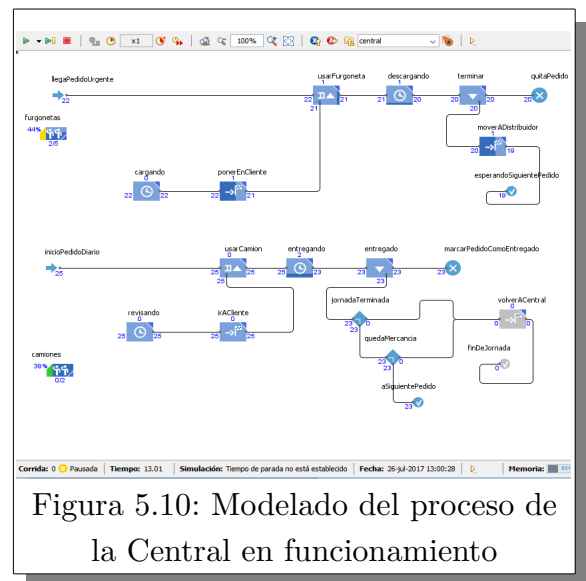 x1 100% central
llegaPedidoUrgente usarFurgoneta descargando terminar quitaPedido
1 1
22 22 21 21 20 20 20 20
21 20
furgonetas
44%
2/5
moverADistribuidor
1
20 19
cargando ponerEnCliente
0 1
22 22 22 21
esperandoSiguientePedido
19
inicioPedidoDiario usarCamion entregando entregado marcarPedidoComoEntregado
0 2
25 25 25 25 23 23 23 23
25 23
revisando irACliente
0 0
25 25 25 25
jornadaTerminada volverACentral
0
23 0 0 0
23
quedaMercancia finDeJornada
23 0 0
23
camiones
38%
0/2
aSiguientePedido
23
Corrida: 0 Pausada Tiempo: 13.01 Simulación: Tiempo de parada no está establecido Fecha: 26-jul-2017 13:00:28 Memoria:
Figura 5.10: Modelado del proceso de
la Central en funcionamiento